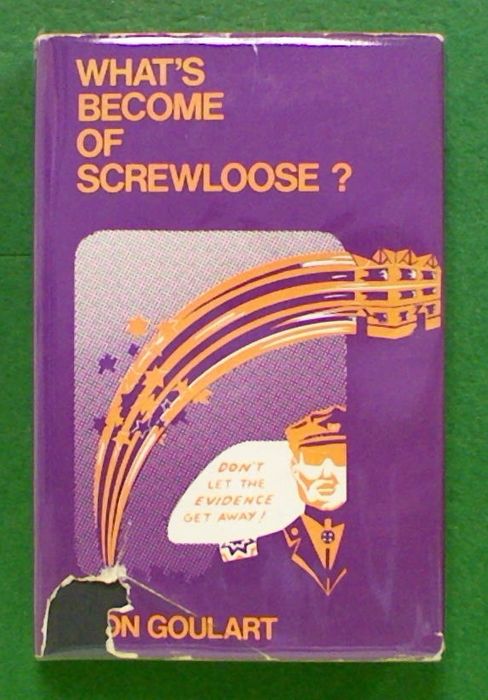 WHAT'S
BECOME
OF
SCREWLOOSE ?
DON'T
LET THE
EVIDENCE
GET AWAY!
ON GOULART